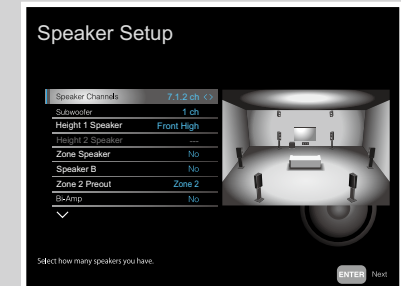 Speaker Setup
Speaker Channels 7.1.2 ch < >
Subwoofer 1 ch
Height 1 Speaker Front High
Height 2 Speaker ---
Zone Speaker No
Speaker B No
Zone 2 Preout Zone 2
Bi-Amp No
Select how many speakers you have.
ENTER Next